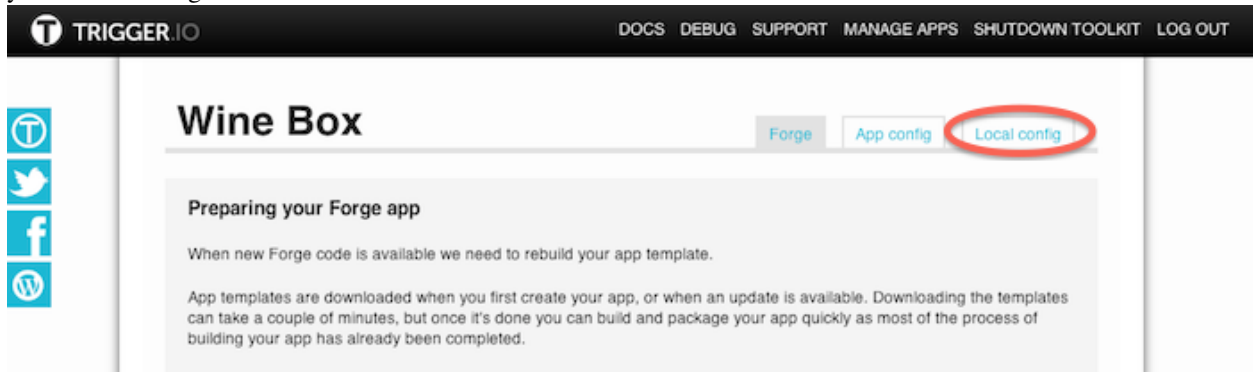 TRIGGER.IO DOCS DEBUG SUPPORT MANAGE APPS SHUTDOWN TOOLKIT LOG OUT
Wine Box
Forge App config Local config
Preparing your Forge app
When new Forge code is available we need to rebuild your app template.
App templates are downloaded when you first create your app, or when an update is available. Downloading the templates
can take a couple of minutes, but once it's done you can build and package your app quickly as most of the process of
building your app has already been completed.